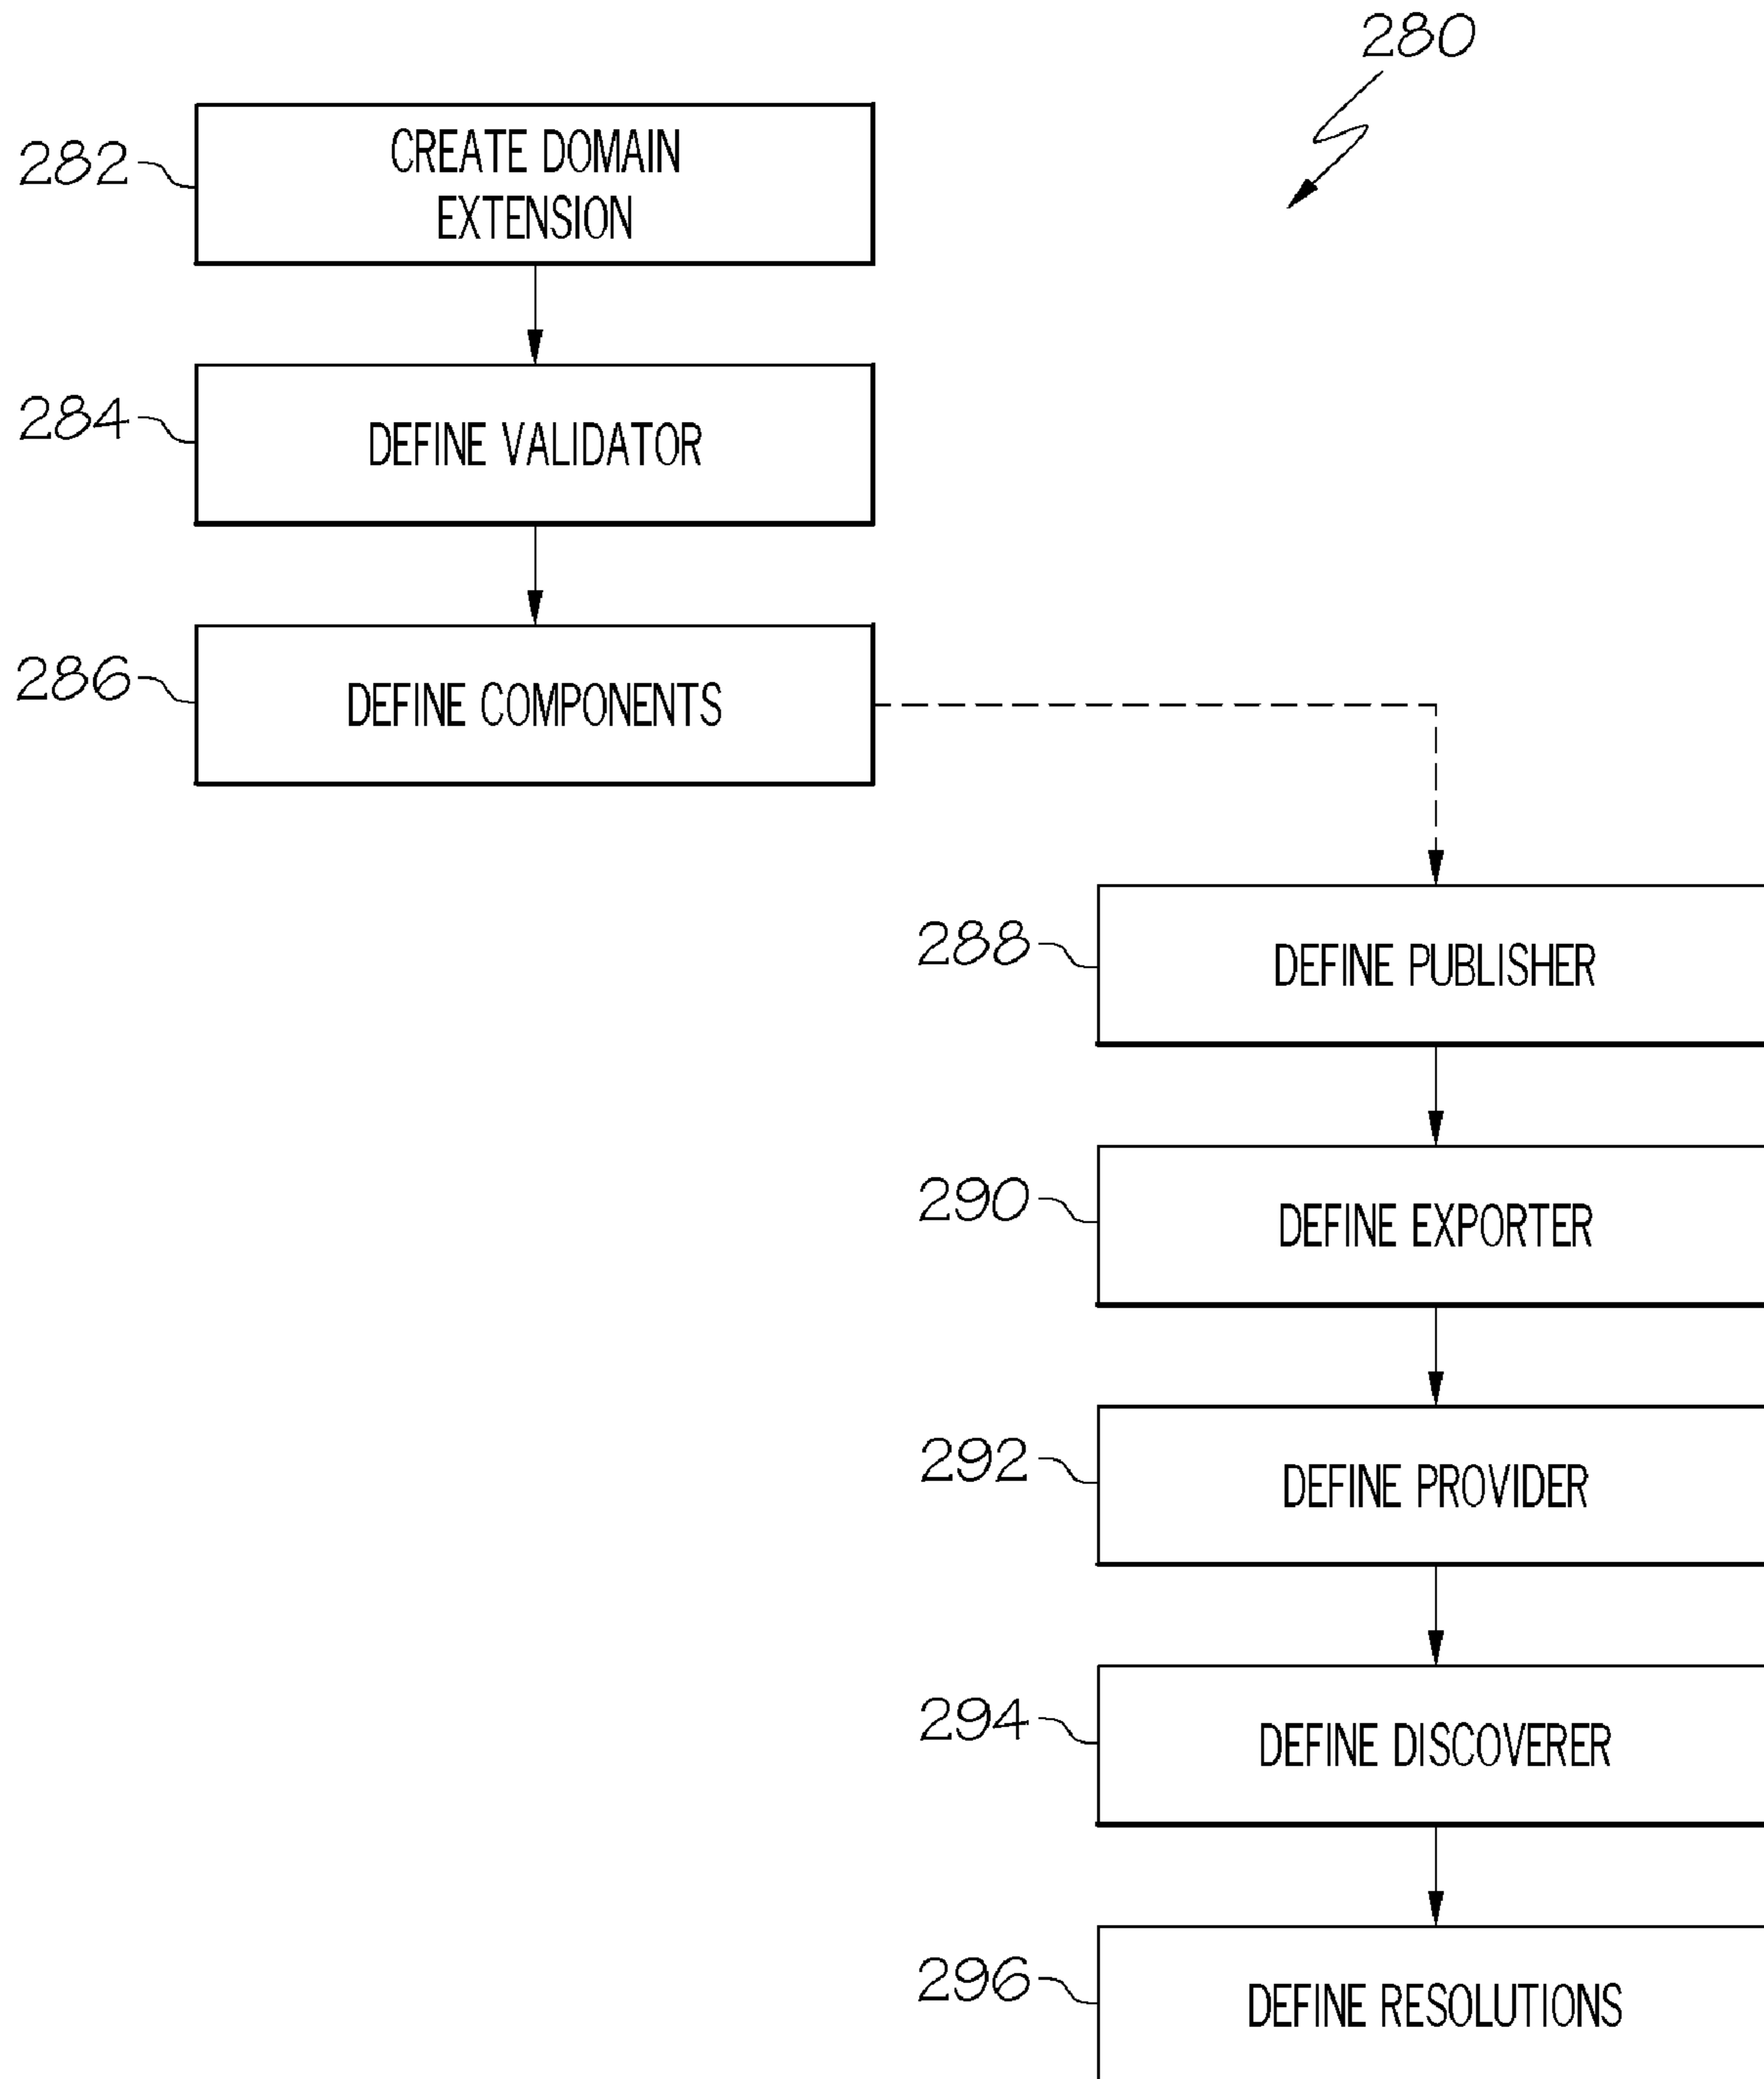 280
282
CREATE DOMAIN
EXTENSION
284
DEFINE VALIDATOR
286
DEFINE COMPONENTS
288
DEFINE PUBLISHER
290
DEFINE EXPORTER
292
DEFINE PROVIDER
294
DEFINE DISCOVERER
296
DEFINE RESOLUTIONS